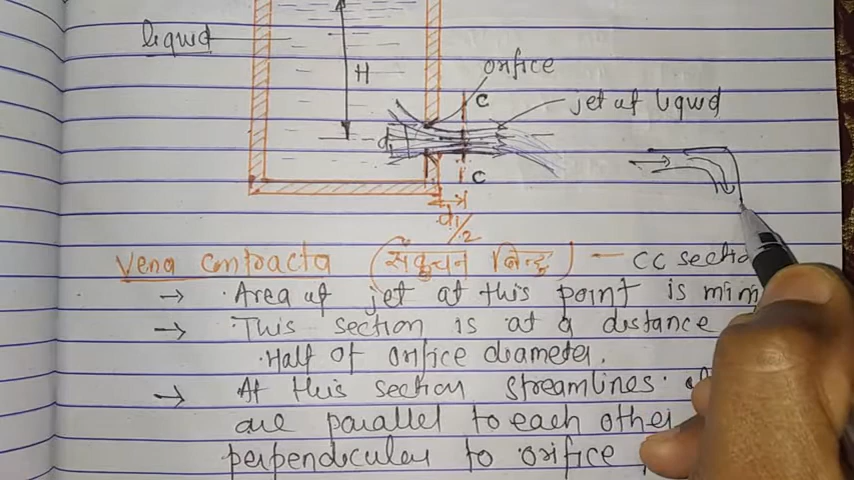 liquid
H
orifice
C
jet of liquid
d
C
d/2
Vena contracta (संकुचन बिन्दु) — CC sectio
→ Area of jet at this point is mini
→ This section is at a distance
Half of orifice diameter.
→ At this section streamlines
are parallel to each other
perpendicular to orifice